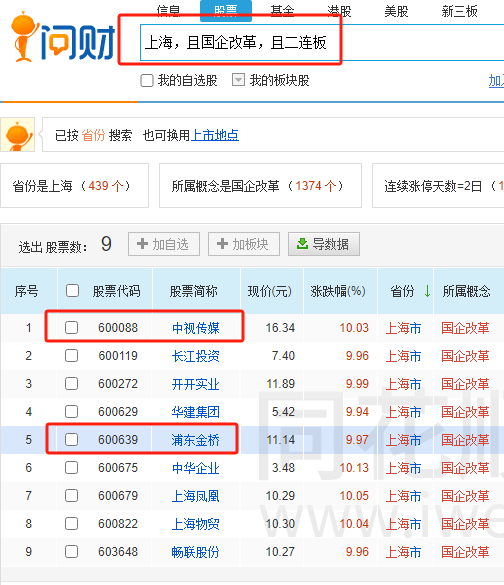 信息 股票 基金 港股 美股 新三板
问财
上海，且国企改革，且二连板
我的自选股 我的板块股 加入
已按 省份 搜索 也可换用上市地点
省份是上海（439 个） 所属概念是国企改革（1374 个） 连续涨停天数=2日（1
选出 股票数： 9 加自选 加板块 导数据
序号 股票代码 股票简称 现价(元) 涨跌幅(%) 省份 ↓ 所属概念
1 600088 中视传媒 16.34 10.03 上海市 国企改革
2 600119 长江投资 7.40 9.96 上海市 国企改革
3 600272 开开实业 11.89 9.99 上海市 国企改革
4 600629 华建集团 5.42 9.94 上海市 国企改革
5 600639 浦东金桥 11.14 9.97 上海市 国企改革
6 600675 中华企业 3.48 10.13 上海市 国企改革
7 600679 上海凤凰 10.29 10.05 上海市 国企改革
8 600822 上海物贸 10.30 10.04 上海市 国企改革
9 603648 畅联股份 10.27 9.96 上海市 国企改革
同花顺
www.iwe